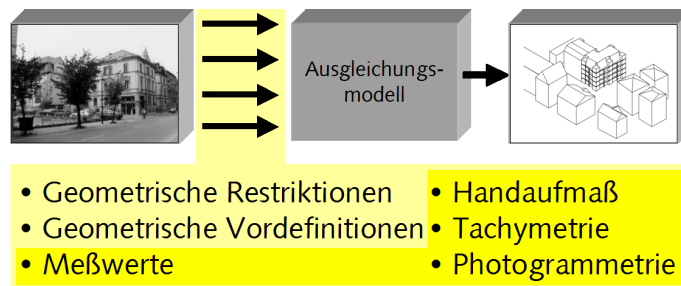 Ausgleichungs-
modell
• Geometrische Restriktionen
• Geometrische Vordefinitionen
• Meßwerte
• Handaufmaß
• Tachymetrie
• Photogrammetrie